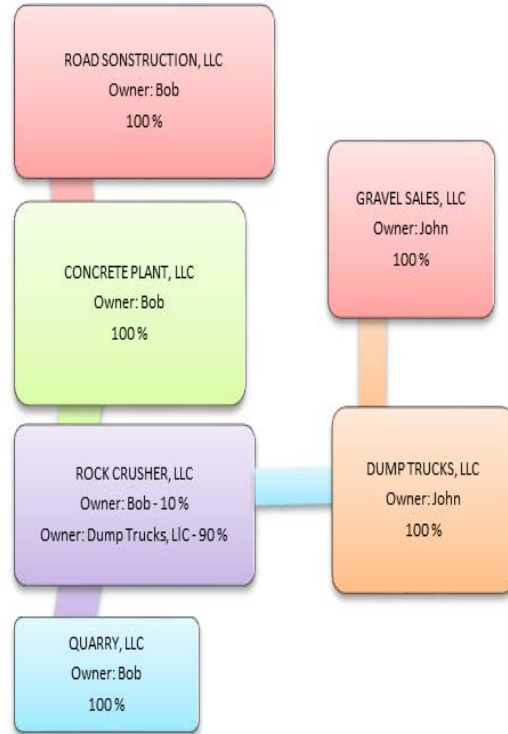 ROAD SONSTRUCTION, LLC
Owner: Bob
100 %
CONCRETE PLANT, LLC
Owner: Bob
100 %
ROCK CRUSHER, LLC
Owner: Bob - 10 %
Owner: Dump Trucks, LlC - 90 %
QUARRY, LLC
Owner: Bob
100 %
GRAVEL SALES, LLC
Owner: John
100 %
DUMP TRUCKS, LLC
Owner: John
100 %